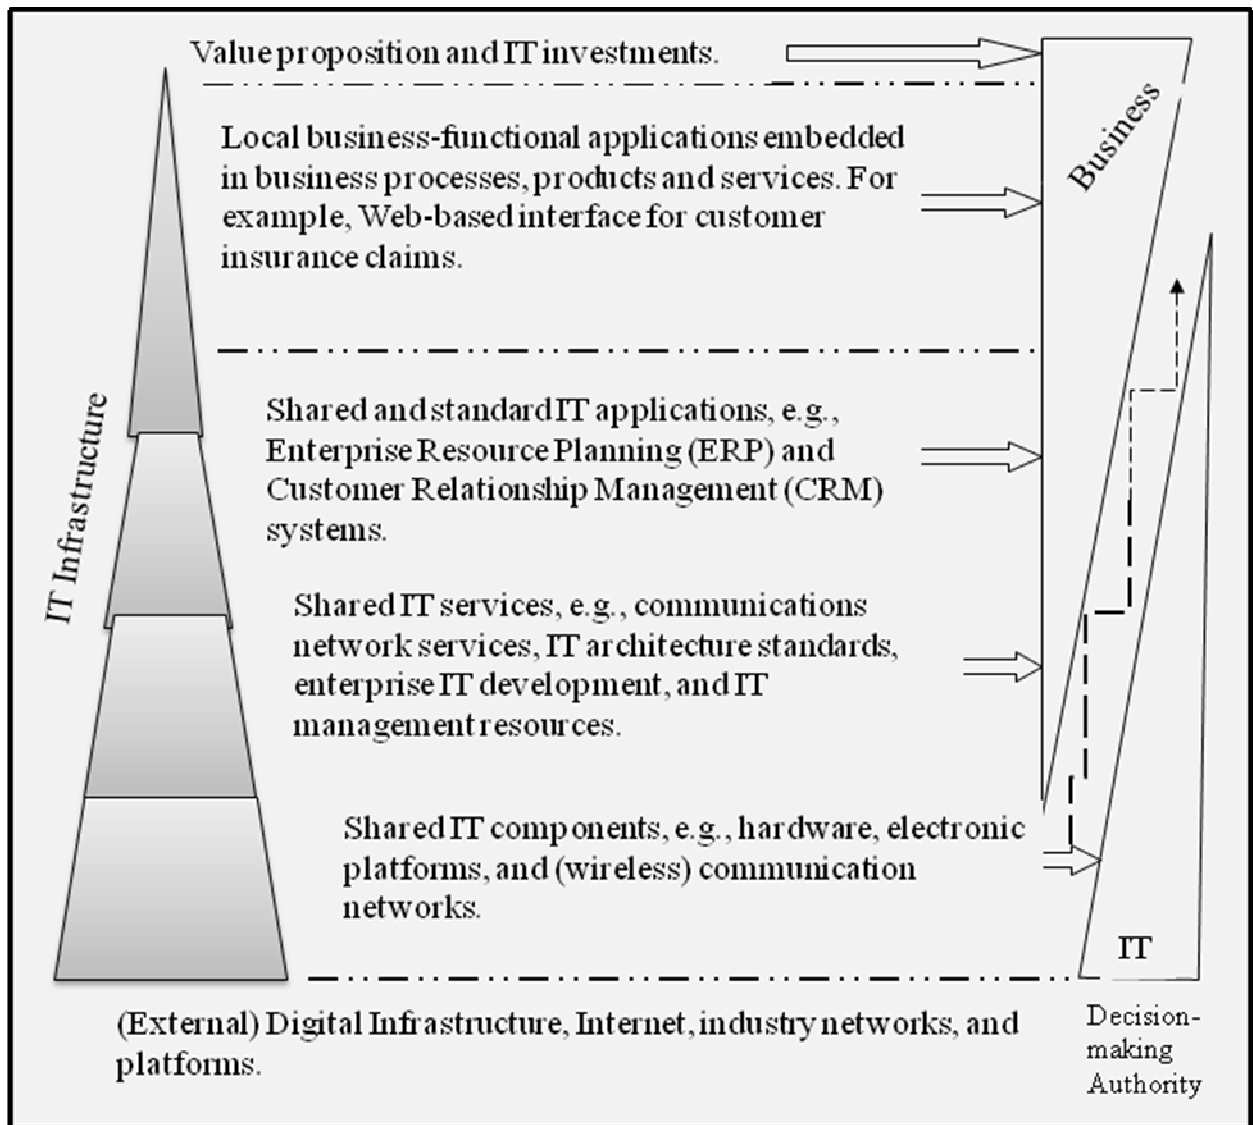 Value proposition and IT investments.
Local business-functional applications embedded
in business processes, products and services. For
example, Web-based interface for customer
insurance claims.
Business
IT Infrastructure
Shared and standard IT applications, e.g.,
Enterprise Resource Planning (ERP) and
Customer Relationship Management (CRM)
systems.
Shared IT services, e.g., communications
network services, IT architecture standards,
enterprise IT development, and IT
management resources.
Shared IT components, e.g., hardware, electronic
platforms, and (wireless) communication
networks.
IT
(External) Digital Infrastructure, Internet, industry networks, and
platforms.
Decision-
making
Authority